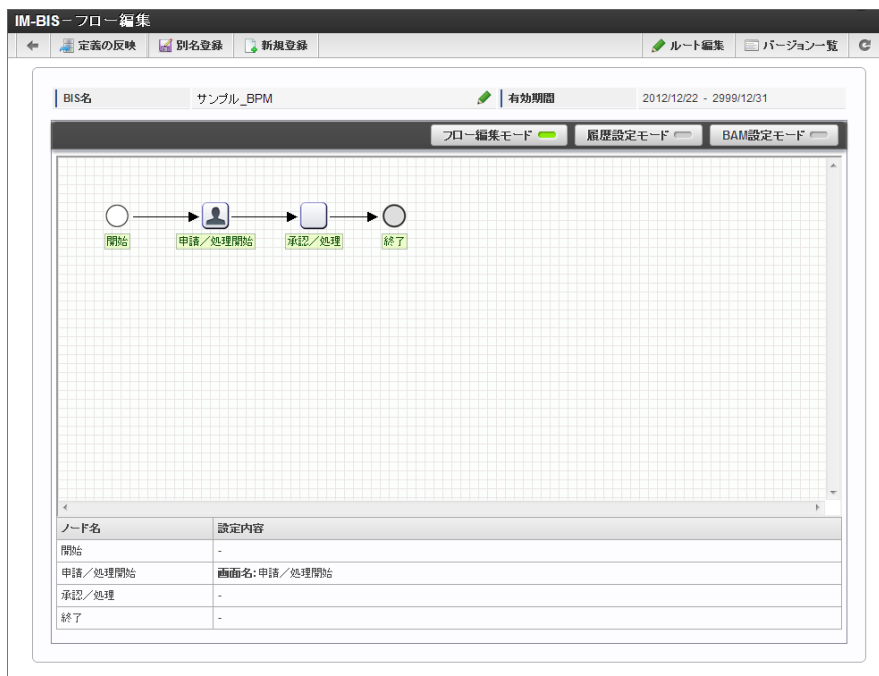 IM-BIS－フロー編集
定義の反映 別名登録 新規登録 ルート編集 バージョン一覧
BIS名 サンプル_BPM 有効期間 2012/12/22 - 2999/12/31
フロー編集モード 履歴設定モード BAM設定モード
開始 申請／処理開始 承認／処理 終了
ノード名 設定内容
開始 -
申請／処理開始 画面名:申請／処理開始
承認／処理 -
終了 -